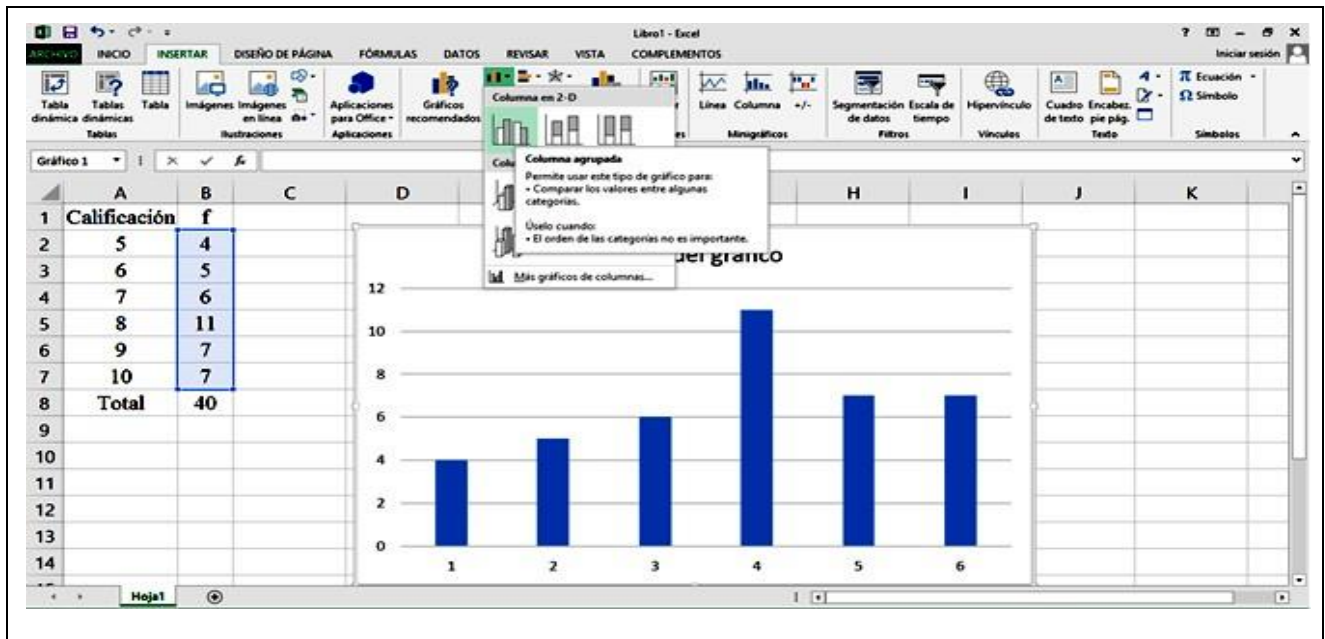 Libro1 - Excel
ARCHIVO INICIO INSERTAR DISEÑO DE PÁGINA FÓRMULAS DATOS REVISAR VISTA COMPLEMENTOS Iniciar sesión
Tabla dinámica
Tablas dinámicas
Tabla
Tablas
Imágenes
Imágenes en línea
Ilustraciones
Aplicaciones para Office
Aplicaciones
Gráficos recomendados
Línea Columna +/-
Minigráficos
Segmentación de datos
Escala de tiempo
Filtros
Hipervínculo
Vínculos
Cuadro de texto
Encabez. pie pág.
Texto
π Ecuación
Ω Símbolo
Símbolos
Columna en 2-D
Columna agrupada
Permite usar este tipo de gráfico para:
• Comparar los valores entre algunas
categorías.
Úselo cuando:
• El orden de las categorías no es importante.
Más gráficos de columnas...
Gráfico 1 fx
A B C D H I J K
1 Calificación f
2 5 4
3 6 5
4 7 6
5 8 11
6 9 7
7 10 7
8 Total 40
9
10
11
12
13
14
del gráfico
12
10
8
6
4
2
0
1 2 3 4 5 6
Hoja1